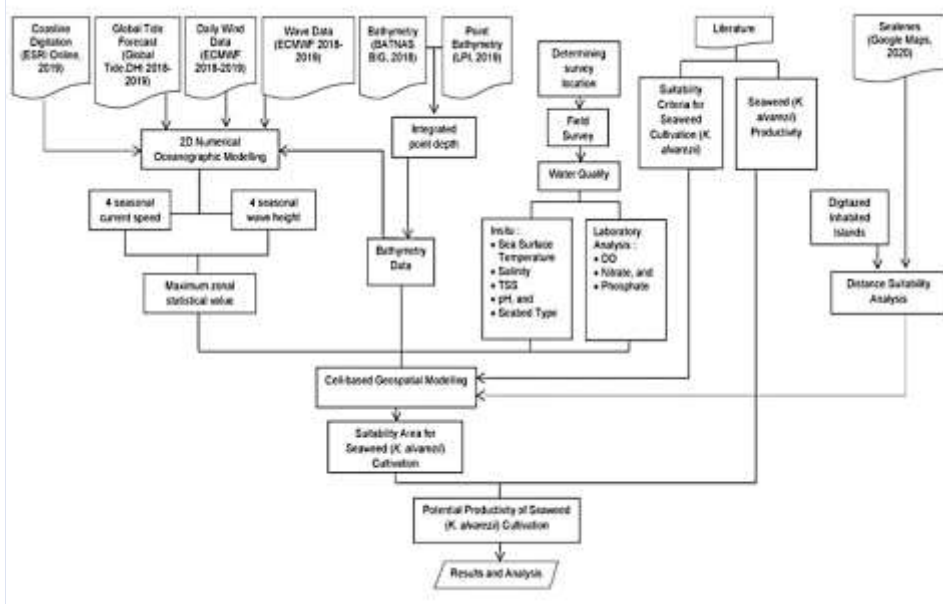 Coastline
Digitation
(ESRI Online,
2019)
Global Tide
Forecast
(Global
Tide,DHI 2018-
2019)
Daily Wind
Data
(ECMWF
2018-2019)
Wave Data
(ECMWF 2018-
2019)
Bathymetry
(BATNAS
BIG, 2018)
Point
Bathymetry
(LPI, 2019)
Determining
survey
location
Literature
Sealanes
(Google Maps,
2020)
Suitability
Criteria for
Seaweed
Cultivation (K.
alvarezii)
Seaweed (K.
alvarezii)
Productivity
Field
Survey
2D Numerical
Oceanographic Modelling
Integrated
point depth
Water Quality
4 seasonal
current speed
4 seasonal
wave height
Digitazed
Inhabited
Islands
Bathymetry
Data
Insitu :
• Sea Surface
Temperature
• Salinity
• TSS
• pH, and
• Seabed Type
Laboratory
Analysis :
• DO
• Nitrate, and
• Phosphate
Maximum zonal
statistical value
Distance Suitability
Analysis
Cell-based Geospatial Modelling
Suitability Area for
Seaweed (K. alvarezii)
Cultivation
Potential Productivity of Seaweed
(K. alvarezii) Cultivation
Results and Analysis